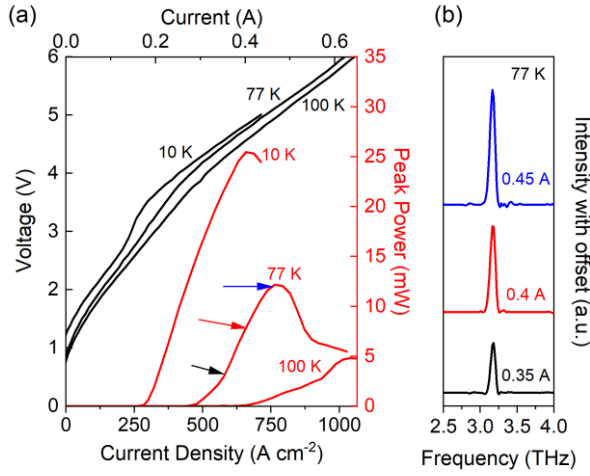 (a)
Current (A)
0.0 0.2 0.4 0.6
6
5
4
3
2
1
0
Voltage (V)
10 K
77 K
100 K
10 K
77 K
100 K
35
30
25
20
15
10
5
0
Peak Power (mW)
0 250 500 750 1000
Current Density (A cm-2)
(b)
77 K
0.45 A
0.4 A
0.35 A
Intensity with offset (a.u.)
2.5 3.0 3.5 4.0
Frequency (THz)